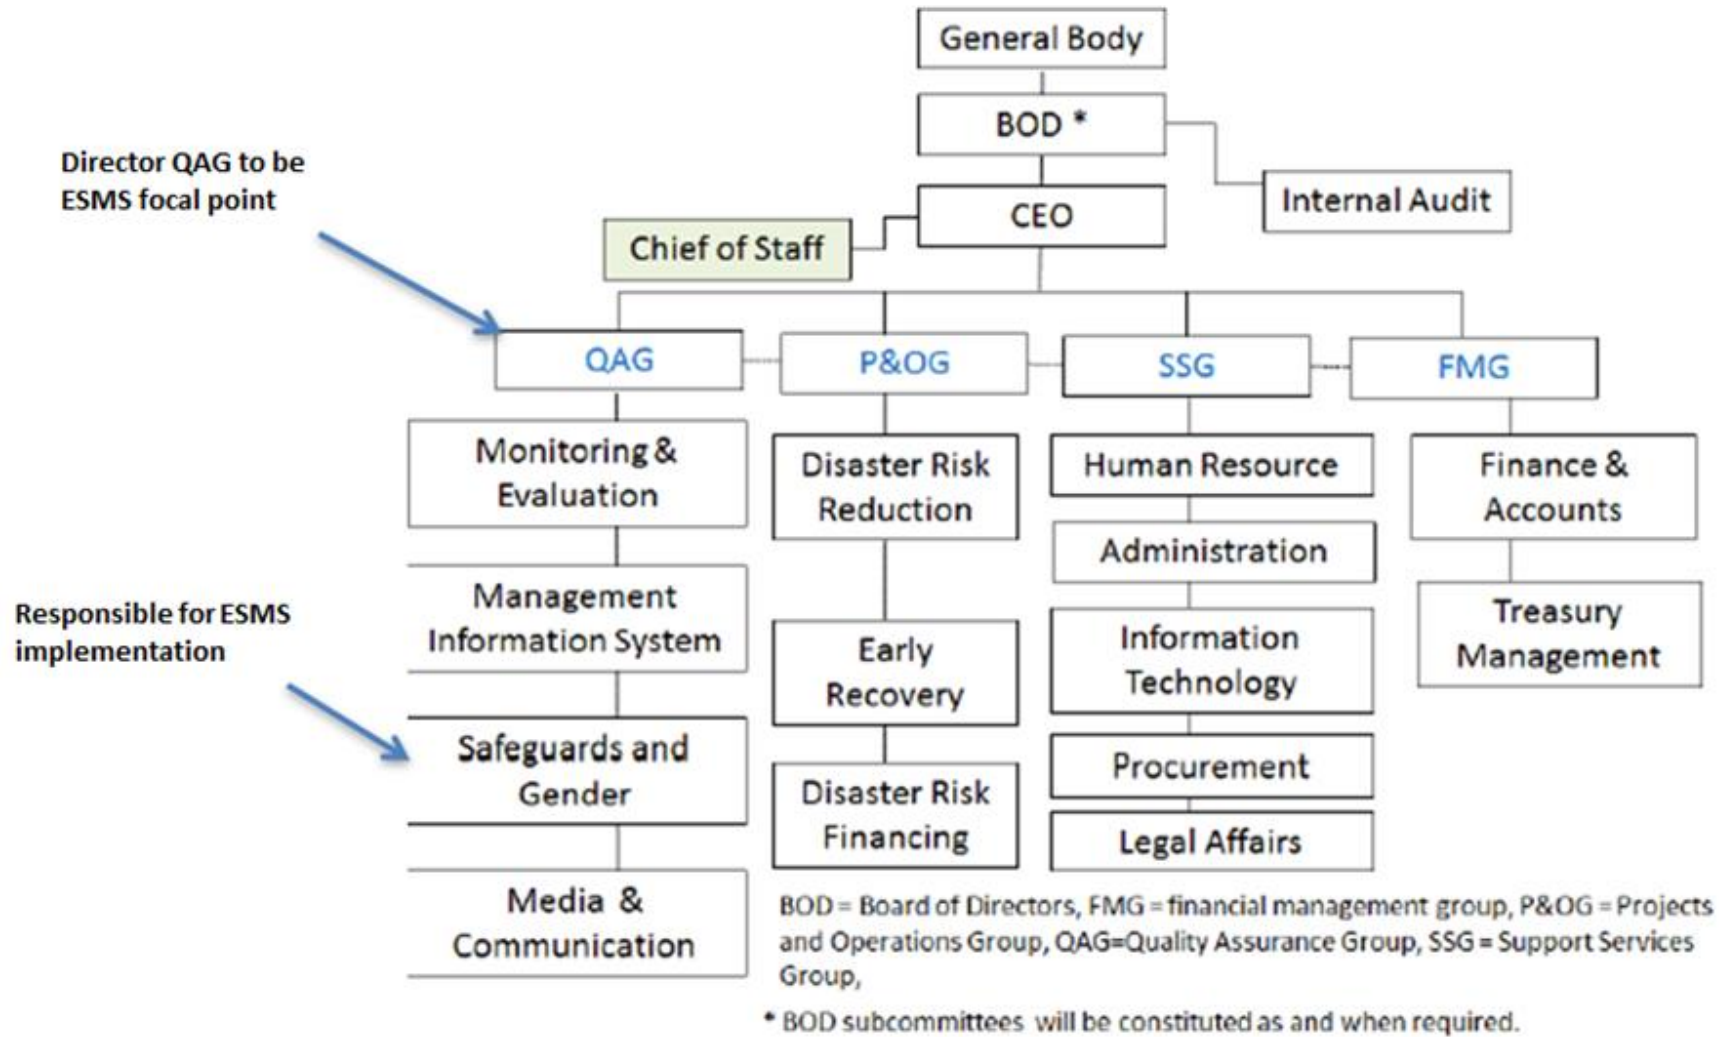 General Body
BOD *
Director QAG to be
ESMS focal point
Internal Audit
CEO
Chief of Staff
QAG
P&OG
SSG
FMG
Monitoring &
Evaluation
Management
Information System
Responsible for ESMS
implementation
Safeguards and
Gender
Media &
Communication
Disaster Risk
Reduction
Early
Recovery
Disaster Risk
Financing
Human Resource
Administration
Information
Technology
Procurement
Legal Affairs
Finance &
Accounts
Treasury
Management
BOD = Board of Directors, FMG = financial management group, P&OG = Projects
and Operations Group, QAG=Quality Assurance Group, SSG = Support Services
Group,
* BOD subcommittees will be constituted as and when required.